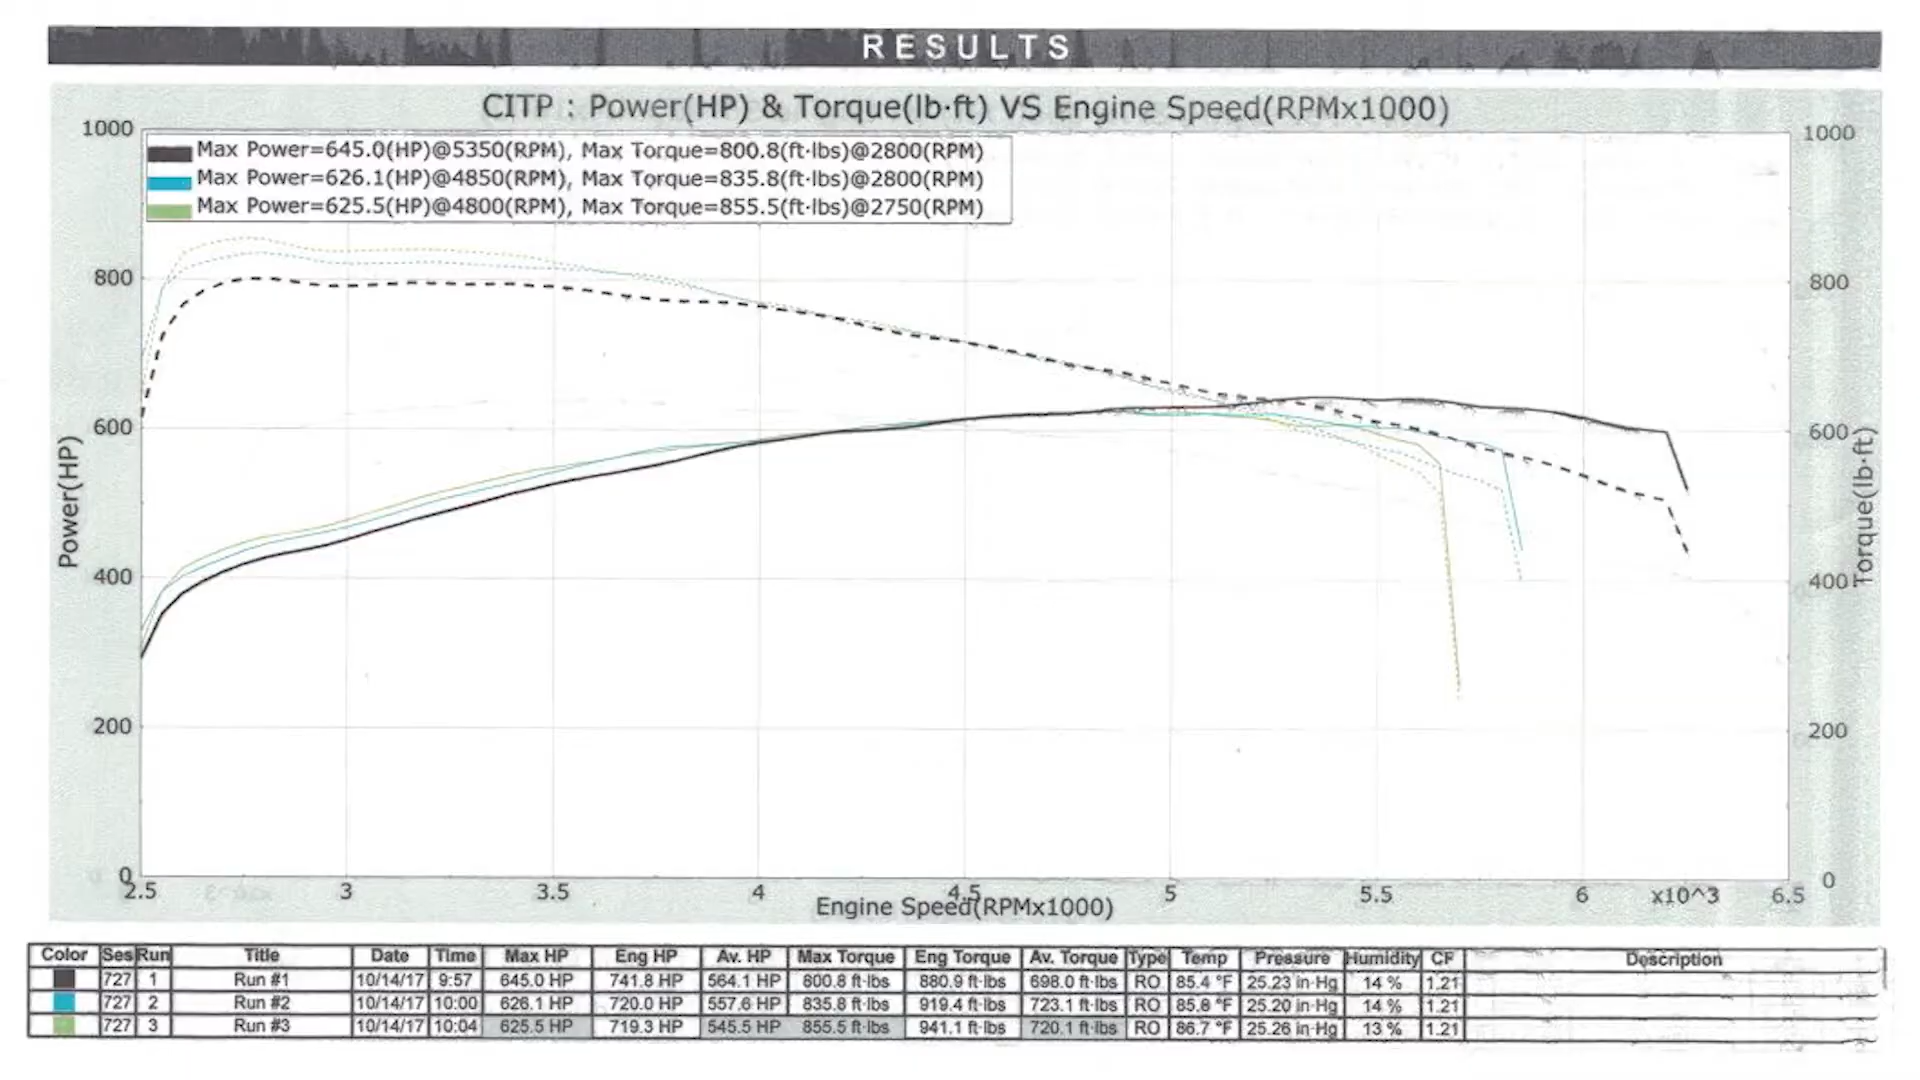 RESULTS
CITP : Power(HP) & Torque(lb·ft) VS Engine Speed(RPMx1000)
Max Power=645.0(HP)@5350(RPM), Max Torque=800.8(ft·lbs)@2800(RPM)
Max Power=626.1(HP)@4850(RPM), Max Torque=835.8(ft·lbs)@2800(RPM)
Max Power=625.5(HP)@4800(RPM), Max Torque=855.5(ft·lbs)@2750(RPM)
1000
800
600
400
200
0
Power(HP)
1000
800
600
400
200
0
Torque(lb·ft)
2.5 3 3.5 4 4.5 5 5.5 6 x10^3 6.5
Engine Speed(RPMx1000)
Color Ses Run Title Date Time Max HP Eng HP Av. HP Max Torque Eng Torque Av. Torque Type Temp Pressure Humidity CF Description
727 1 Run #1 10/14/17 9:57 645.0 HP 741.8 HP 564.1 HP 800.8 ft·lbs 880.9 ft·lbs 698.0 ft·lbs RO 85.4 °F 25.23 in·Hg 14 % 1.21
727 2 Run #2 10/14/17 10:00 626.1 HP 720.0 HP 557.6 HP 835.8 ft·lbs 919.4 ft·lbs 723.1 ft·lbs RO 85.8 °F 25.20 in·Hg 14 % 1.21
727 3 Run #3 10/14/17 10:04 625.5 HP 719.3 HP 545.5 HP 855.5 ft·lbs 941.1 ft·lbs 720.1 ft·lbs RO 86.7 °F 25.26 in·Hg 13 % 1.21